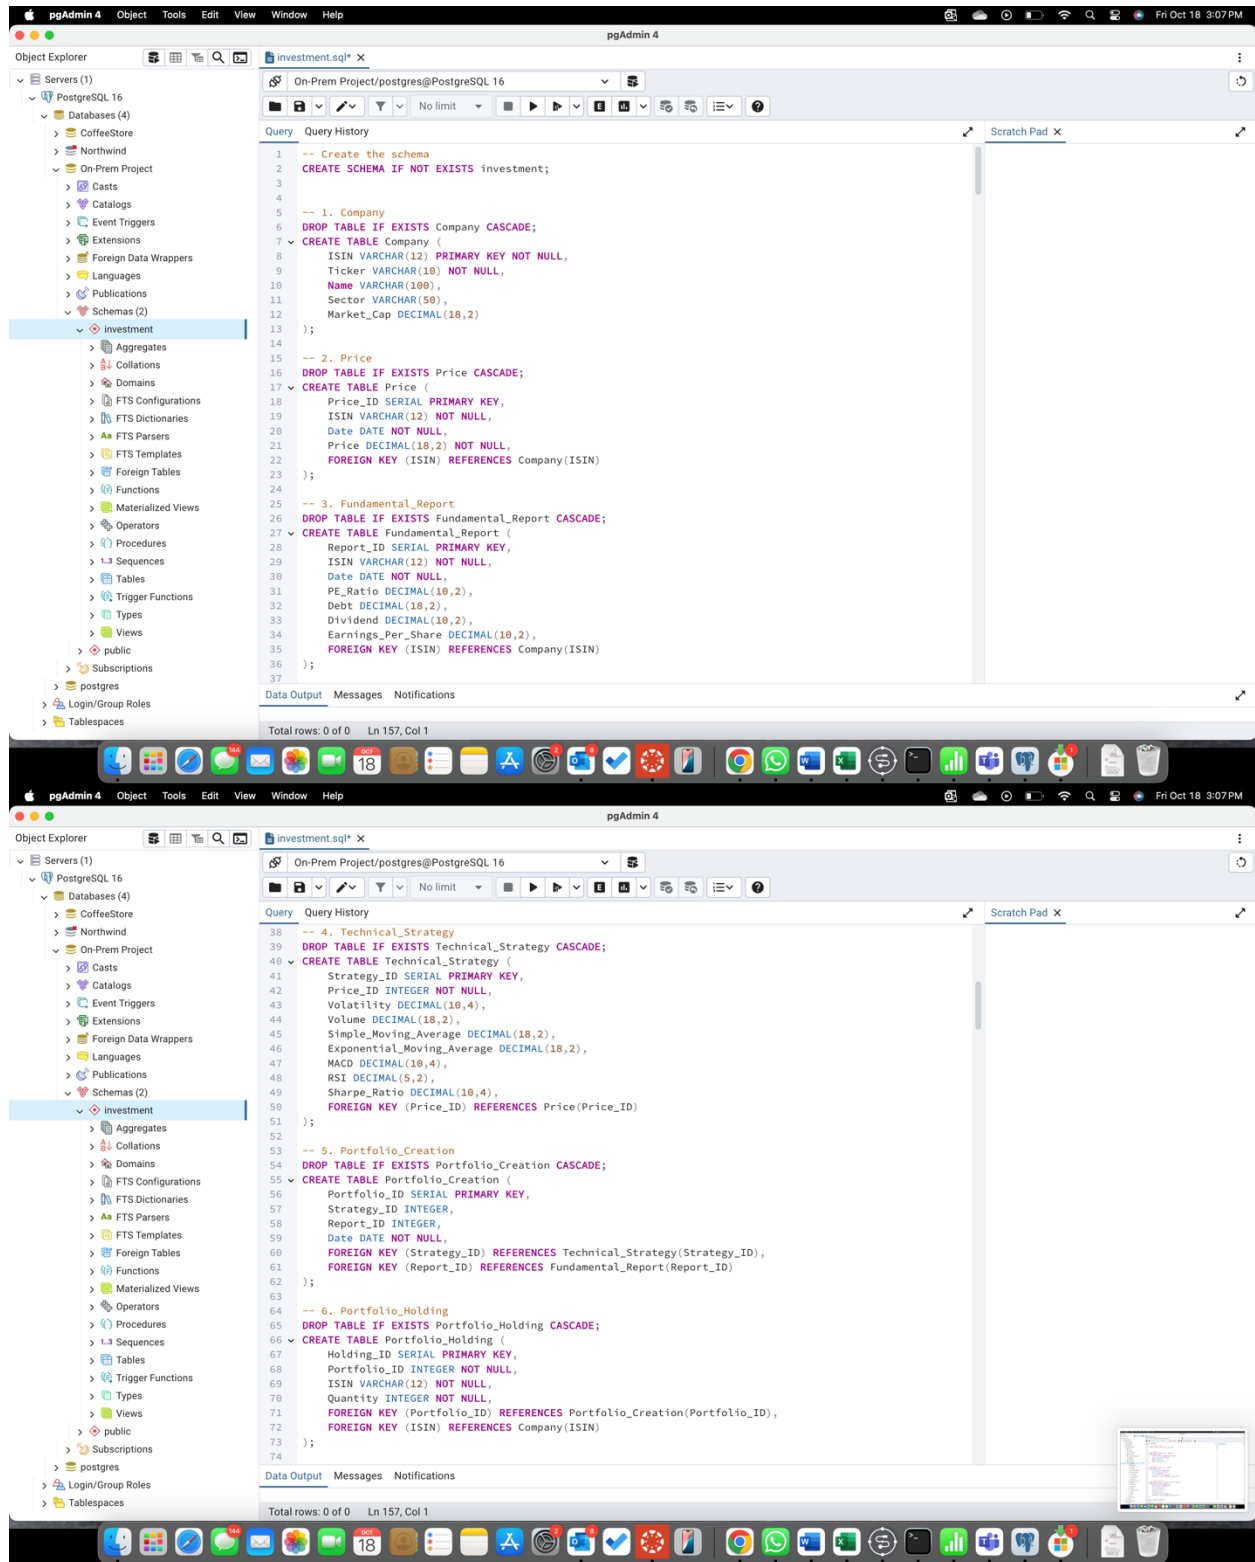 pgAdmin 4 Object Tools Edit View Window Help Fri Oct 18 3:07 PM
pgAdmin 4
Object Explorer investment.sql* X
Servers (1) On-Prem Project/postgres@PostgreSQL 16
PostgreSQL 16
Databases (4) No limit
CoffeeStore Query Query History Scratch Pad X
Northwind
On-Prem Project
Casts
Catalogs
Event Triggers
Extensions
Foreign Data Wrappers
Languages
Publications
Schemas (2)
investment
Aggregates
Collations
Domains
FTS Configurations
FTS Dictionaries
Aa FTS Parsers
FTS Templates
Foreign Tables
Functions
Materialized Views
Operators
Procedures
1..3 Sequences
Tables
Trigger Functions
Types
Views
public
Subscriptions
postgres
Login/Group Roles
Tablespaces
1 -- Create the schema
2 CREATE SCHEMA IF NOT EXISTS investment;
3
4
5 -- 1. Company
6 DROP TABLE IF EXISTS Company CASCADE;
7 CREATE TABLE Company (
8 ISIN VARCHAR(12) PRIMARY KEY NOT NULL,
9 Ticker VARCHAR(10) NOT NULL,
10 Name VARCHAR(100),
11 Sector VARCHAR(50),
12 Market_Cap DECIMAL(18,2)
13 );
14
15 -- 2. Price
16 DROP TABLE IF EXISTS Price CASCADE;
17 CREATE TABLE Price (
18 Price_ID SERIAL PRIMARY KEY,
19 ISIN VARCHAR(12) NOT NULL,
20 Date DATE NOT NULL,
21 Price DECIMAL(18,2) NOT NULL,
22 FOREIGN KEY (ISIN) REFERENCES Company(ISIN)
23 );
24
25 -- 3. Fundamental_Report
26 DROP TABLE IF EXISTS Fundamental_Report CASCADE;
27 CREATE TABLE Fundamental_Report (
28 Report_ID SERIAL PRIMARY KEY,
29 ISIN VARCHAR(12) NOT NULL,
30 Date DATE NOT NULL,
31 PE_Ratio DECIMAL(10,2),
32 Debt DECIMAL(18,2),
33 Dividend DECIMAL(10,2),
34 Earnings_Per_Share DECIMAL(10,2),
35 FOREIGN KEY (ISIN) REFERENCES Company(ISIN)
36 );
37
Data Output Messages Notifications
Total rows: 0 of 0 Ln 157, Col 1
144 OCT 18 2 8 1
pgAdmin 4 Object Tools Edit View Window Help Fri Oct 18 3:07 PM
pgAdmin 4
Object Explorer investment.sql* X
Servers (1) On-Prem Project/postgres@PostgreSQL 16
PostgreSQL 16
Databases (4) No limit
CoffeeStore Query Query History Scratch Pad X
Northwind
On-Prem Project
Casts
Catalogs
Event Triggers
Extensions
Foreign Data Wrappers
Languages
Publications
Schemas (2)
investment
Aggregates
Collations
Domains
FTS Configurations
FTS Dictionaries
Aa FTS Parsers
FTS Templates
Foreign Tables
Functions
Materialized Views
Operators
Procedures
1..3 Sequences
Tables
Trigger Functions
Types
Views
public
Subscriptions
postgres
Login/Group Roles
Tablespaces
38 -- 4. Technical_Strategy
39 DROP TABLE IF EXISTS Technical_Strategy CASCADE;
40 CREATE TABLE Technical_Strategy (
41 Strategy_ID SERIAL PRIMARY KEY,
42 Price_ID INTEGER NOT NULL,
43 Volatility DECIMAL(10,4),
44 Volume DECIMAL(18,2),
45 Simple_Moving_Average DECIMAL(18,2),
46 Exponential_Moving_Average DECIMAL(18,2),
47 MACD DECIMAL(10,4),
48 RSI DECIMAL(5,2),
49 Sharpe_Ratio DECIMAL(10,4),
50 FOREIGN KEY (Price_ID) REFERENCES Price(Price_ID)
51 );
52
53 -- 5. Portfolio_Creation
54 DROP TABLE IF EXISTS Portfolio_Creation CASCADE;
55 CREATE TABLE Portfolio_Creation (
56 Portfolio_ID SERIAL PRIMARY KEY,
57 Strategy_ID INTEGER,
58 Report_ID INTEGER,
59 Date DATE NOT NULL,
60 FOREIGN KEY (Strategy_ID) REFERENCES Technical_Strategy(Strategy_ID),
61 FOREIGN KEY (Report_ID) REFERENCES Fundamental_Report(Report_ID)
62 );
63
64 -- 6. Portfolio_Holding
65 DROP TABLE IF EXISTS Portfolio_Holding CASCADE;
66 CREATE TABLE Portfolio_Holding (
67 Holding_ID SERIAL PRIMARY KEY,
68 Portfolio_ID INTEGER NOT NULL,
69 ISIN VARCHAR(12) NOT NULL,
70 Quantity INTEGER NOT NULL,
71 FOREIGN KEY (Portfolio_ID) REFERENCES Portfolio_Creation(Portfolio_ID),
72 FOREIGN KEY (ISIN) REFERENCES Company(ISIN)
73 );
74
Data Output Messages Notifications
Total rows: 0 of 0 Ln 157, Col 1
144 OCT 18 2 8 1